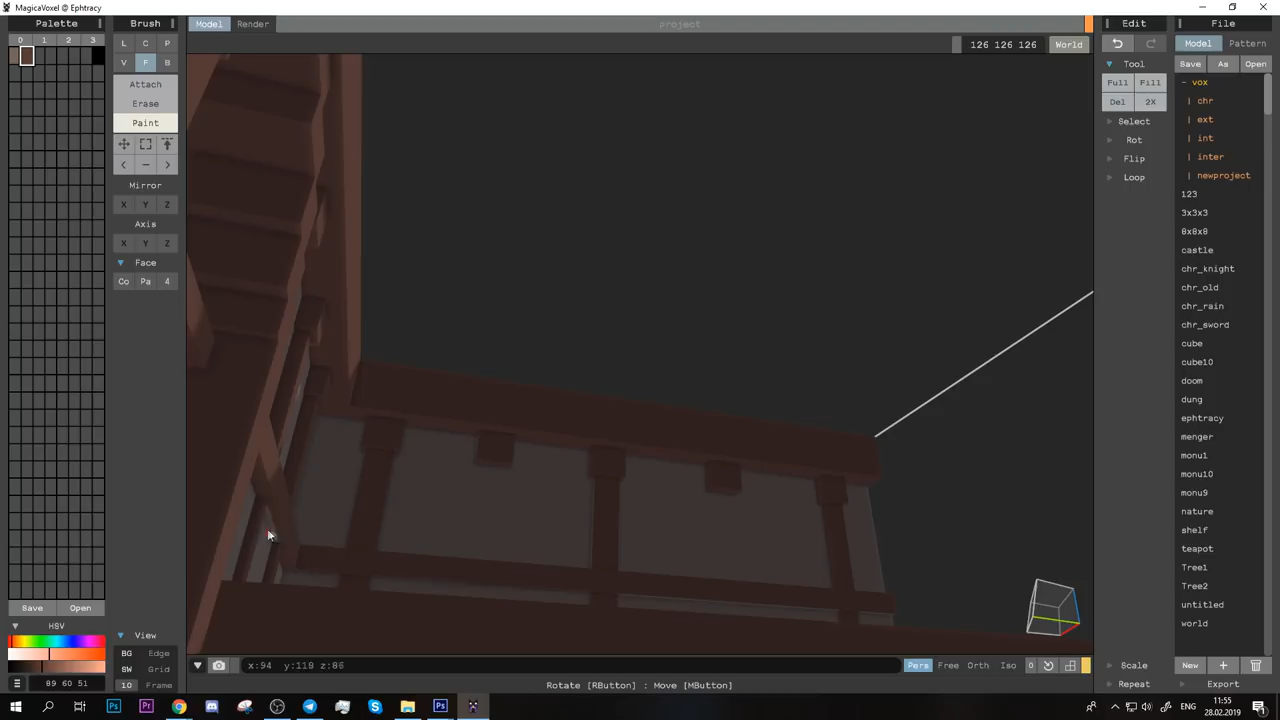 MagicaVoxel @ Ephtracy
Palette
Brush
Model Render
project
Edit
File
0 1 2 3
L C P
126 126 126 World
Model Pattern
V F B
Tool
Save As Open
Attach
Full Fill
- vox
Erase
Del 2X
| chr
Paint
Select
| ext
Rot
| int
Flip
| inter
Mirror
Loop
| newproject
X Y Z
123
3x3x3
Axis
8x8x8
X Y Z
castle
Face
chr_knight
Co Pa 4
chr_old
chr_rain
chr_sword
cube
cube10
doom
dung
ephtracy
menger
monu1
monu10
monu9
nature
shelf
teapot
Tree1
Tree2
Save Open
untitled
HSV
world
View
BG Edge
SW Grid
x:94 y:118 z:86
Pers Free Orth Iso 0
Scale
New +
89 60 51
10 Frame
Rotate [RButton] : Move [MButton]
Repeat
Export
Ps Pr Ps
РУС 11:55
28.02.2019